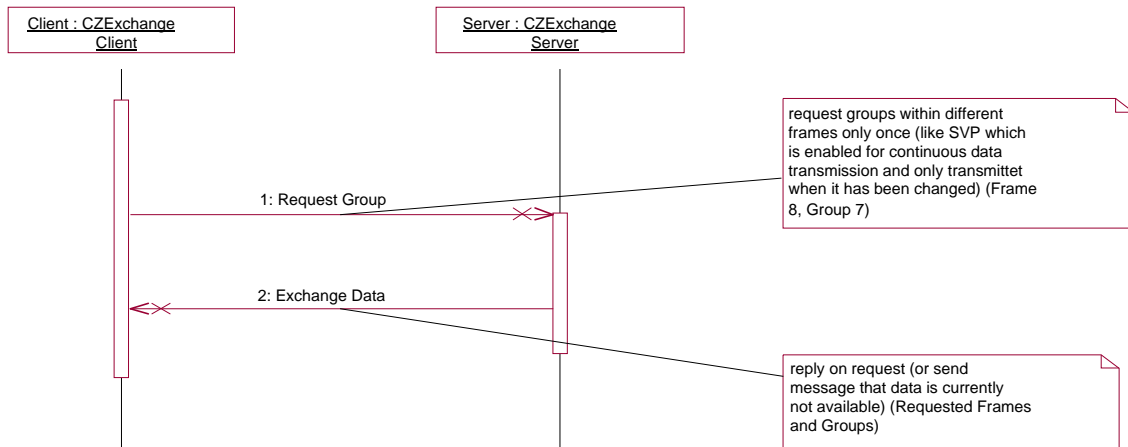 Client : CZExchange
Client
Server : CZExchange
Server
request groups within different
frames only once (like SVP which
is enabled for continuous data
transmission and only transmittet
when it has been changed) (Frame
8, Group 7)
1: Request Group
2: Exchange Data
reply on request (or send
message that data is currently
not available) (Requested Frames
and Groups)